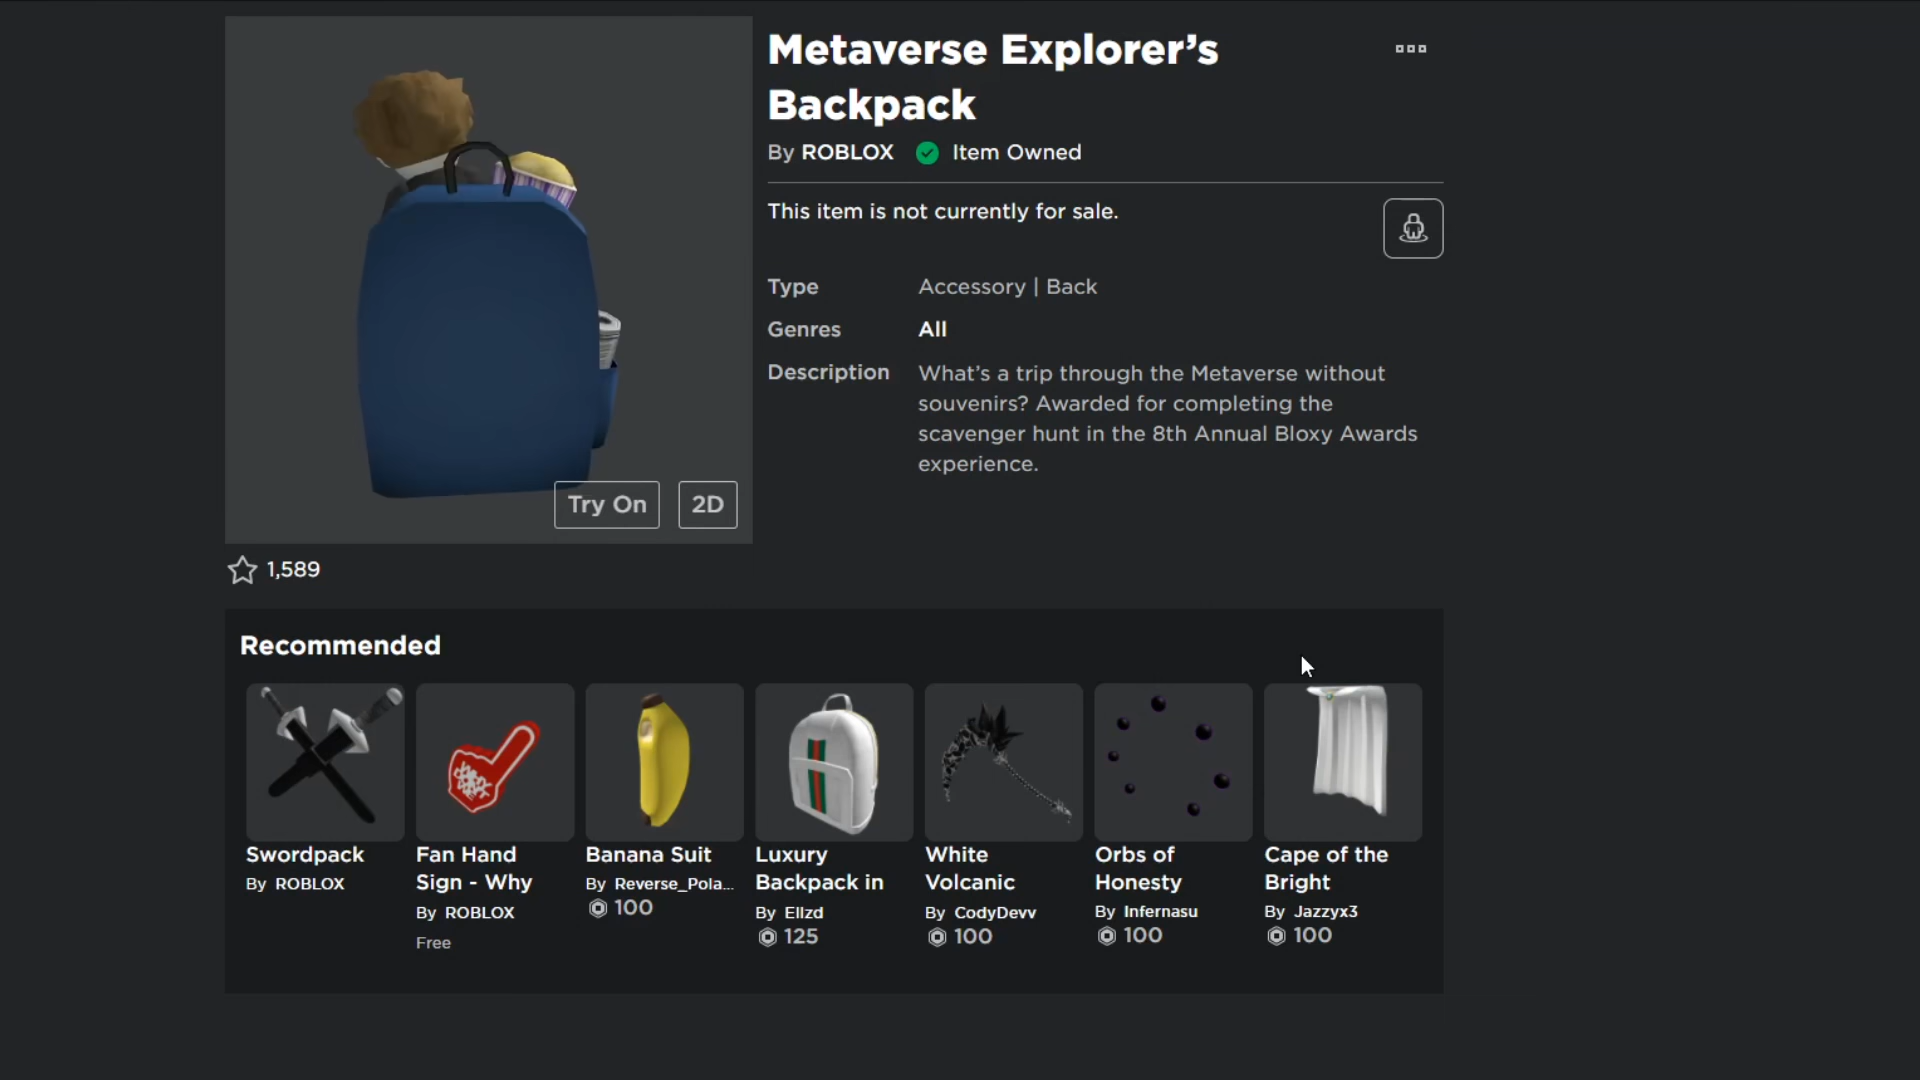 Metaverse Explorer’s
Backpack
By ROBLOX Item Owned
This item is not currently for sale.
Type Accessory | Back
Genres All
Description What’s a trip through the Metaverse without
souvenirs? Awarded for completing the
scavenger hunt in the 8th Annual Bloxy Awards
experience.
Try On 2D
1,589
Recommended
Swordpack
By ROBLOX
Fan Hand
Sign - Why
By ROBLOX
Free
Banana Suit
By Reverse_Pola...
100
Luxury
Backpack in
By Ellzd
125
White
Volcanic
By CodyDevv
100
Orbs of
Honesty
By Infernasu
100
Cape of the
Bright
By Jazzyx3
100